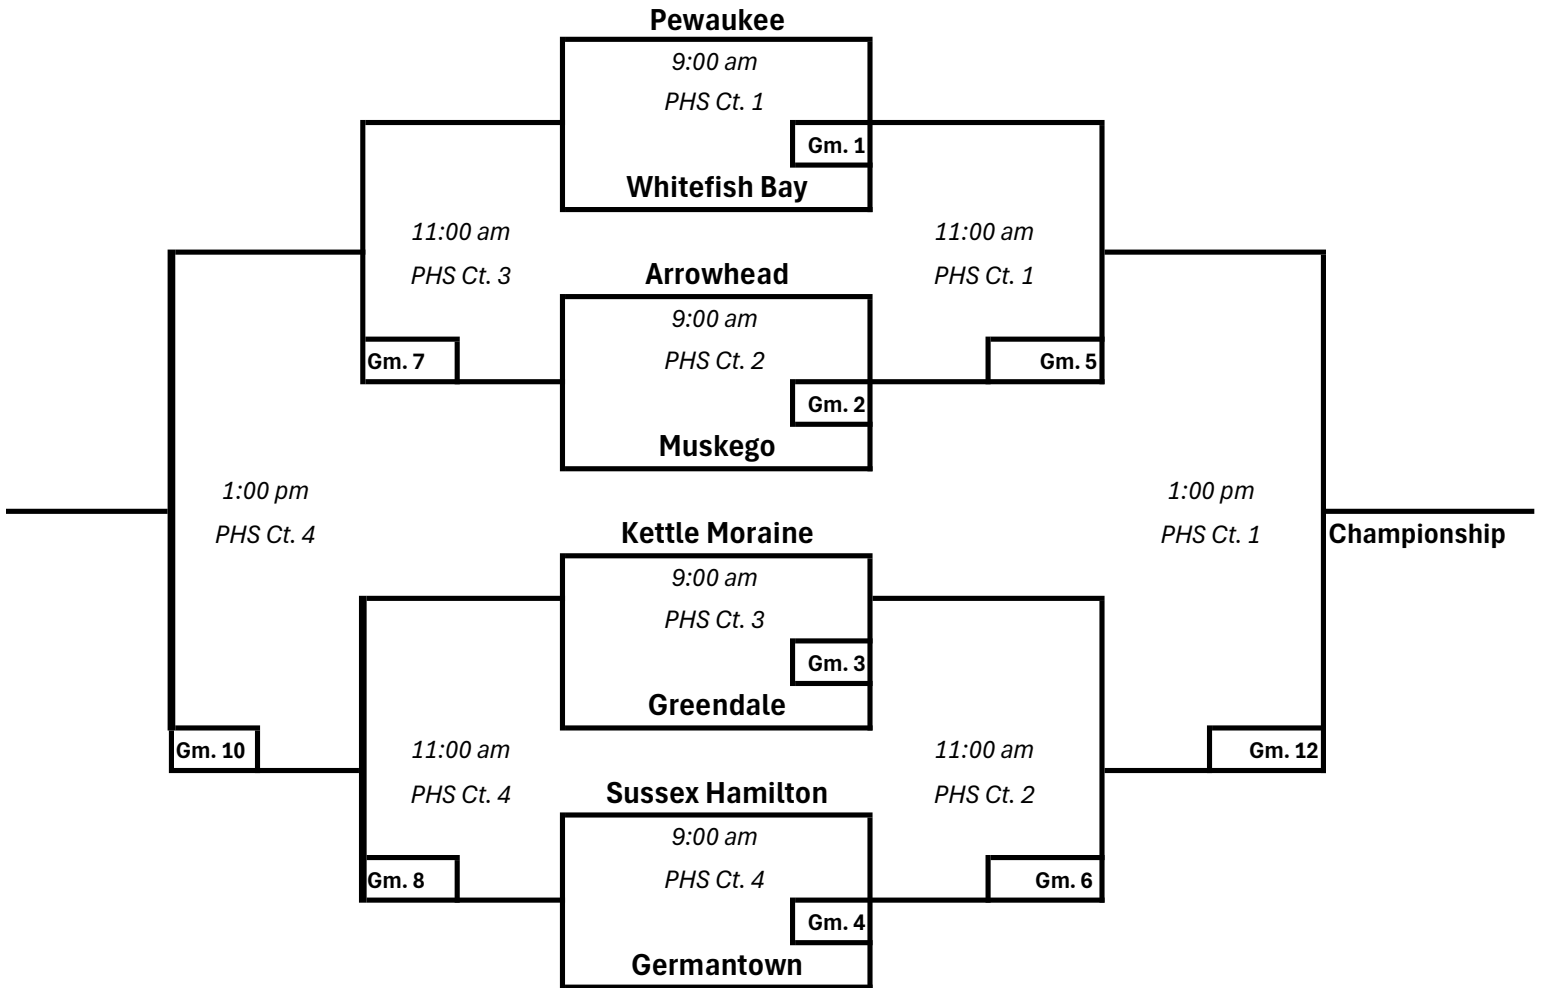 Pewaukee
9:00 am
PHS Ct. 1
Gm. 1
Whitefish Bay
11:00 am
11:00 am
PHS Ct. 3
Arrowhead
PHS Ct. 1
9:00 am
Gm. 7
PHS Ct. 2
Gm. 5
Gm. 2
Muskego
1:00 pm
1:00 pm
PHS Ct. 4
Kettle Moraine
PHS Ct. 1
Championship
9:00 am
PHS Ct. 3
Gm. 3
Greendale
Gm. 10
11:00 am
11:00 am
Gm. 12
PHS Ct. 4
Sussex Hamilton
PHS Ct. 2
9:00 am
Gm. 8
PHS Ct. 4
Gm. 6
Gm. 4
Germantown